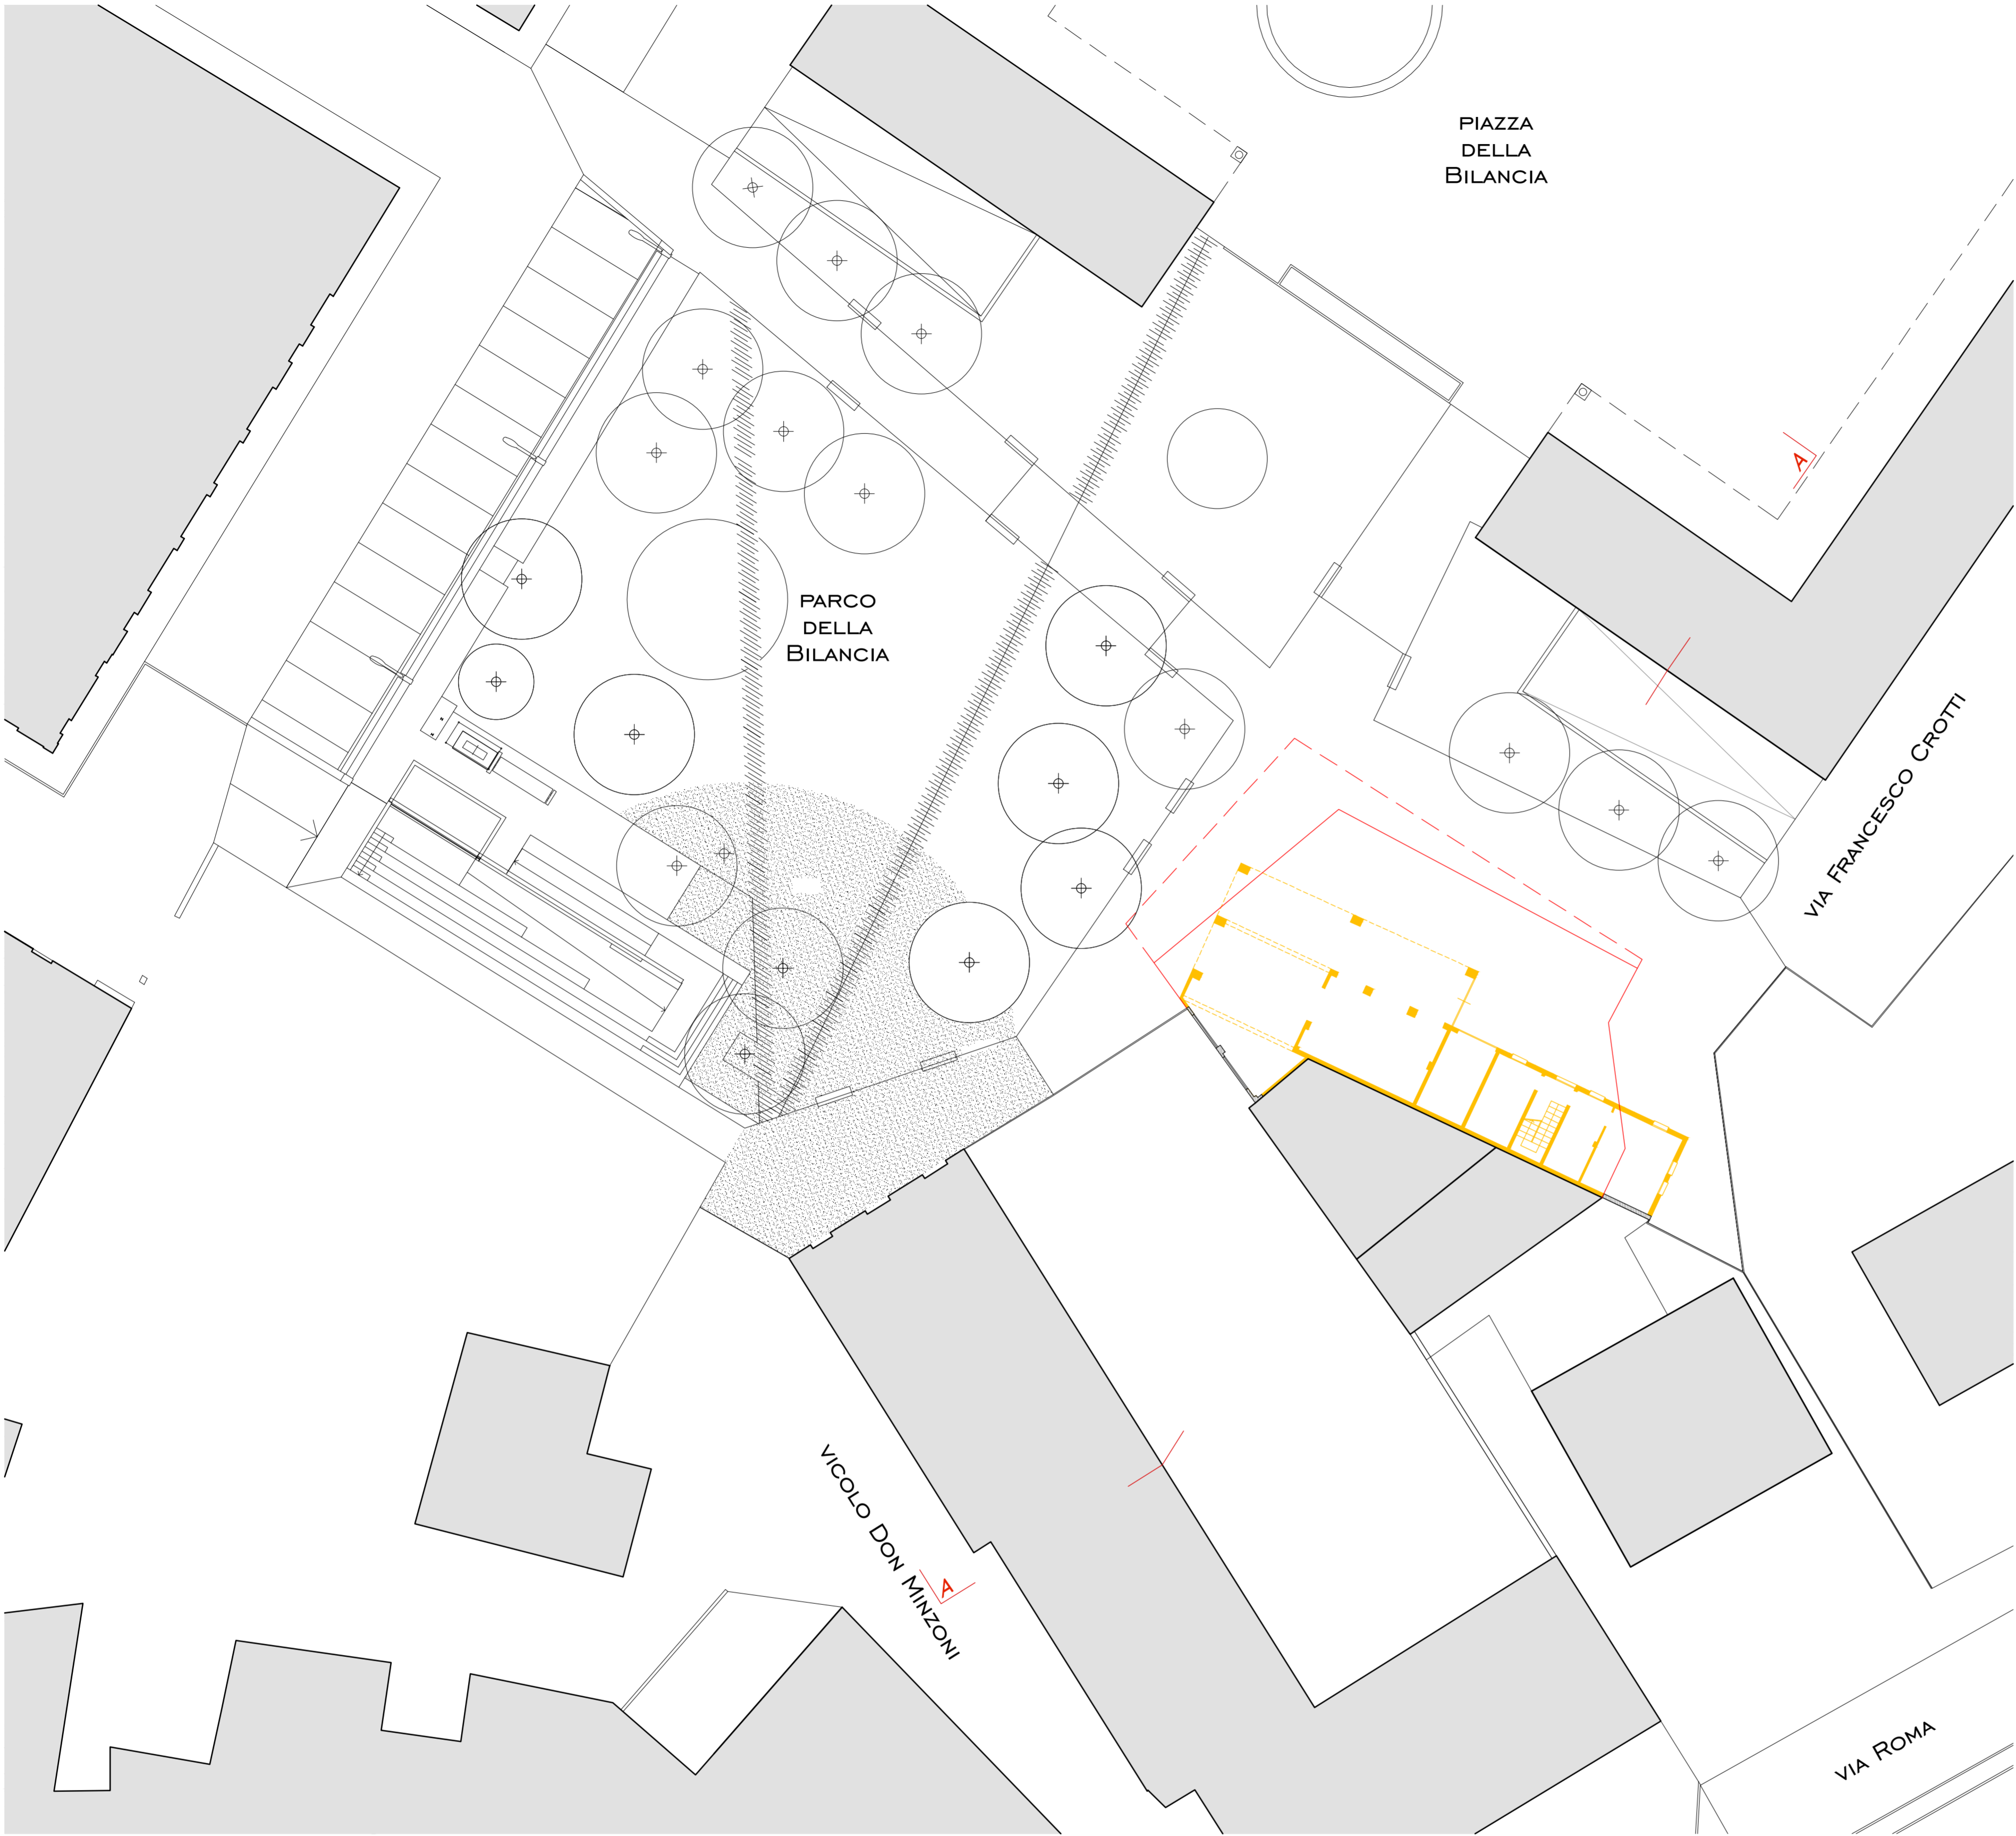 PIAZZA
DELLA
BILANCIA
A
PARCO
DELLA
BILANCIA
VIA FRANCESCO CROTTI
VICOLO DON MINZONI
A
VIA ROMA